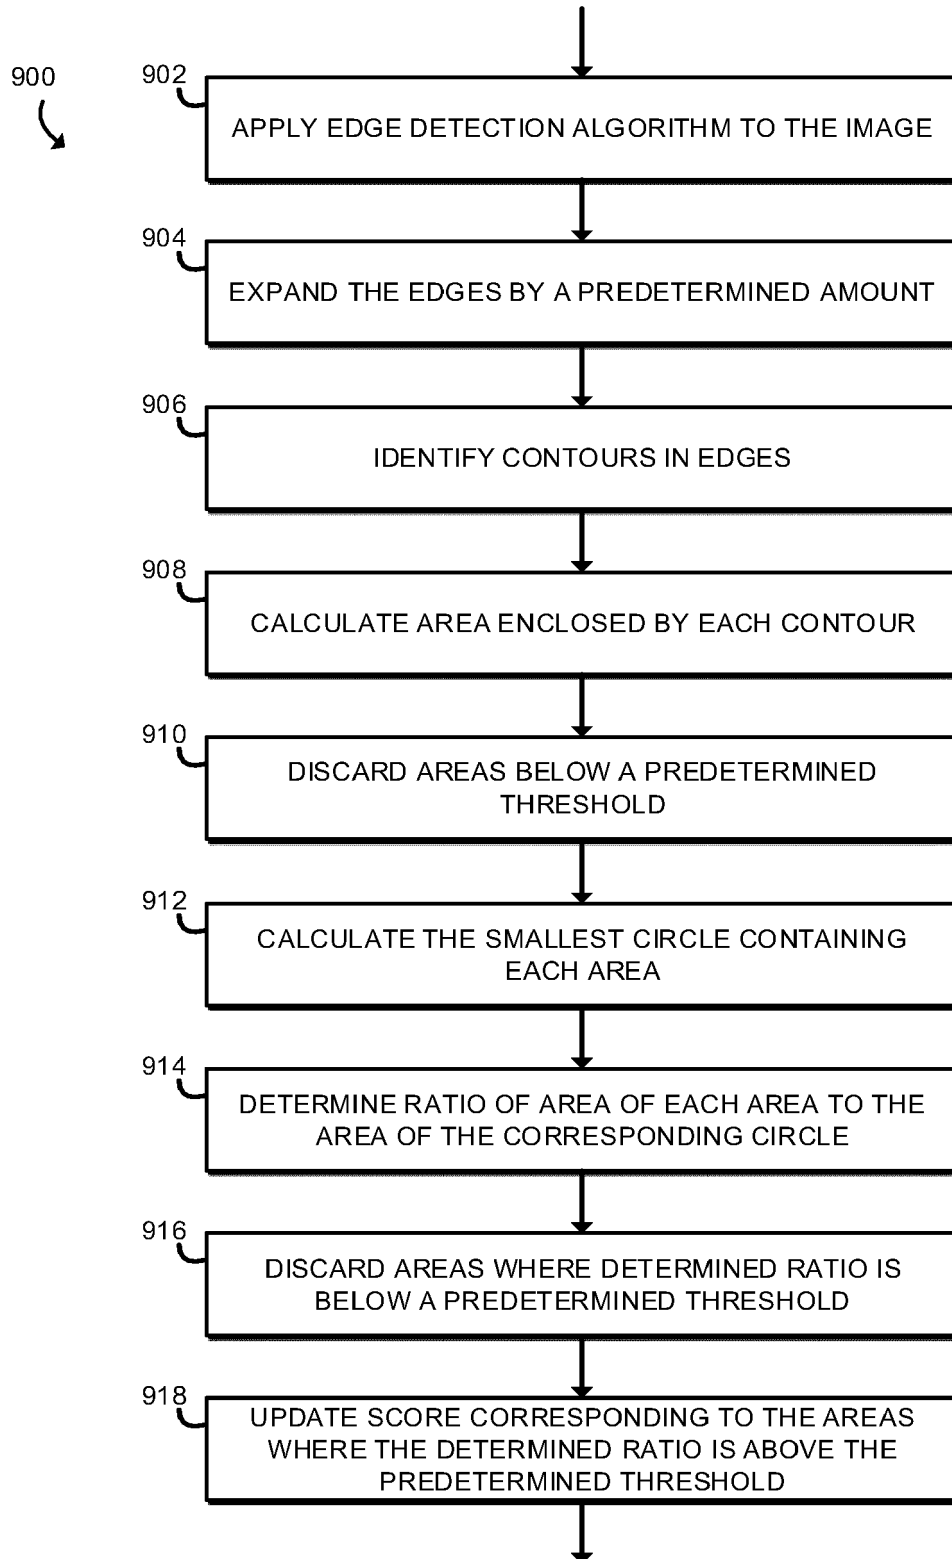 900
902
APPLY EDGE DETECTION ALGORITHM TO THE IMAGE
904
EXPAND THE EDGES BY A PREDETERMINED AMOUNT
906
IDENTIFY CONTOURS IN EDGES
908
CALCULATE AREA ENCLOSED BY EACH CONTOUR
910
DISCARD AREAS BELOW A PREDETERMINED
THRESHOLD
912
CALCULATE THE SMALLEST CIRCLE CONTAINING
EACH AREA
914
DETERMINE RATIO OF AREA OF EACH AREA TO THE
AREA OF THE CORRESPONDING CIRCLE
916
DISCARD AREAS WHERE DETERMINED RATIO IS
BELOW A PREDETERMINED THRESHOLD
918
UPDATE SCORE CORRESPONDING TO THE AREAS
WHERE THE DETERMINED RATIO IS ABOVE THE
PREDETERMINED THRESHOLD